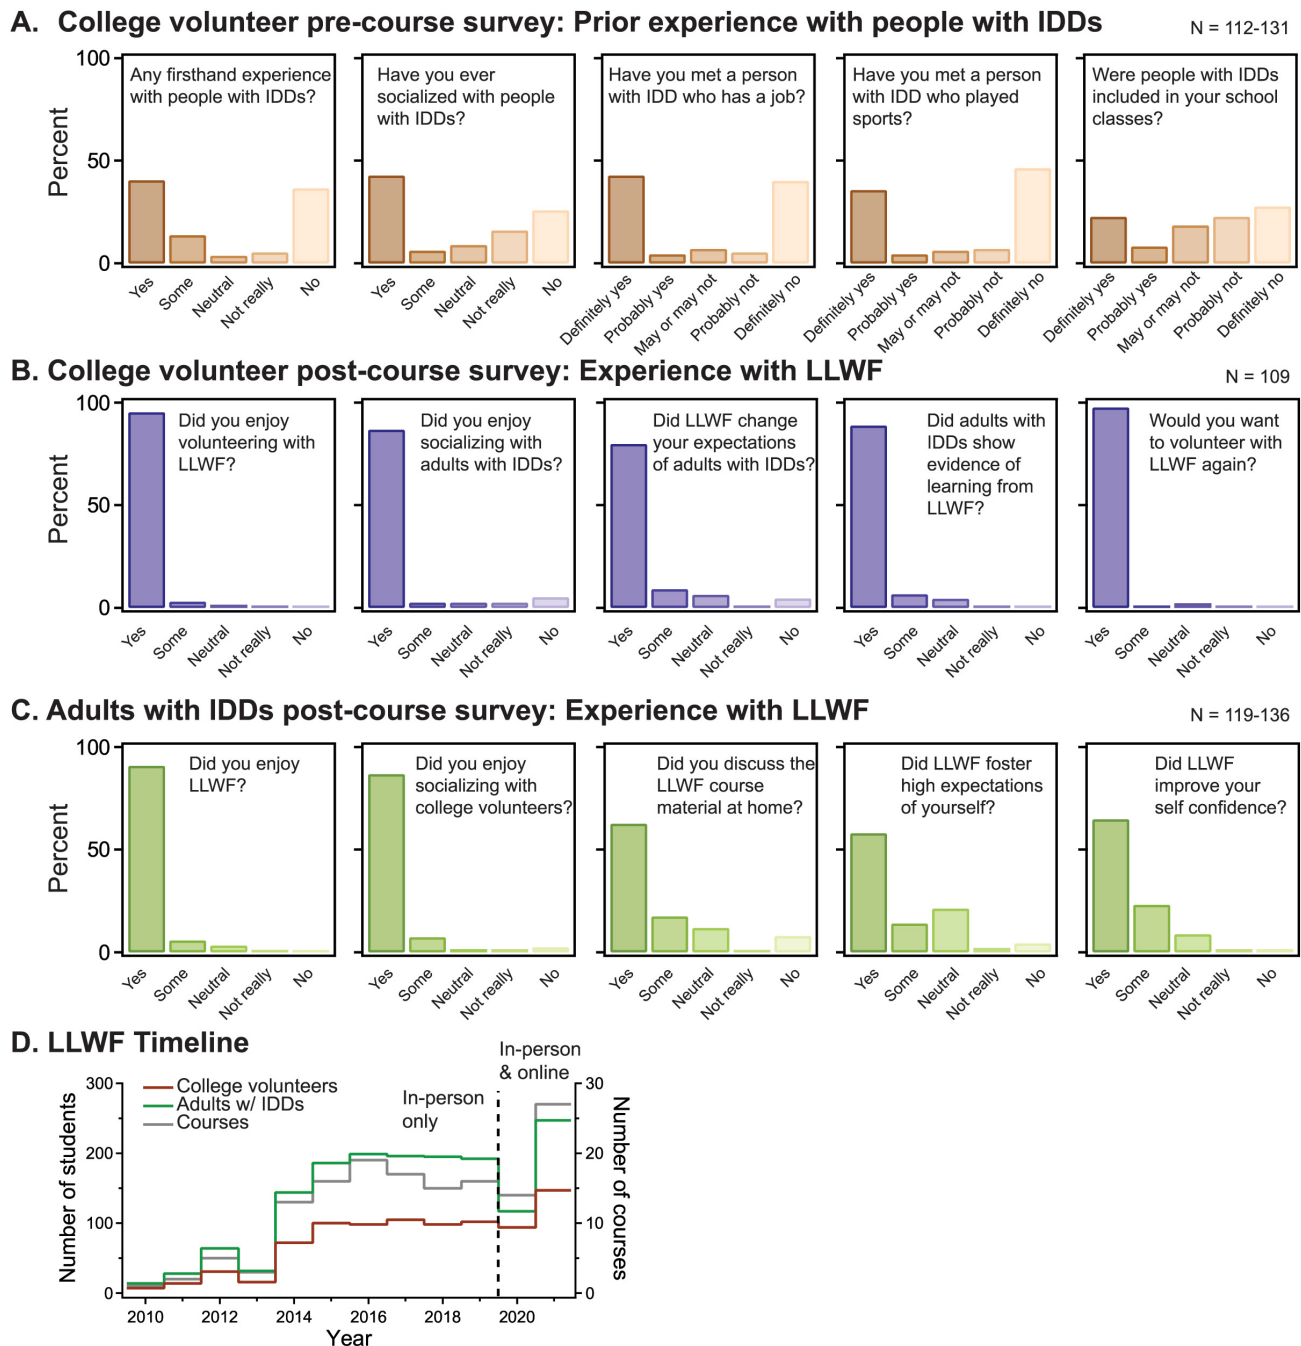 A. College volunteer pre-course survey: Prior experience with people with IDDs
N = 112-131
Percent
100
50
0
Any firsthand experience
with people with IDDs?
Yes
Some
Neutral
Not really
No
Have you ever
socialized with people
with IDDs?
Yes
Some
Neutral
Not really
No
Have you met a person
with IDD who has a job?
Definitely yes
Probably yes
May or may not
Probably not
Definitely no
Have you met a person
with IDD who played
sports?
Definitely yes
Probably yes
May or may not
Probably not
Definitely no
Were people with IDDs
included in your school
classes?
Definitely yes
Probably yes
May or may not
Probably not
Definitely no
B. College volunteer post-course survey: Experience with LLWF
N = 109
Percent
100
50
0
Did you enjoy
volunteering with
LLWF?
Yes
Some
Neutral
Not really
No
Did you enjoy
socializing with
adults with IDDs?
Yes
Some
Neutral
Not really
No
Did LLWF change
your expectations
of adults with IDDs?
Yes
Some
Neutral
Not really
No
Did adults with
IDDs show
evidence of
learning from
LLWF?
Yes
Some
Neutral
Not really
No
Would you want
to volunteer with
LLWF again?
Yes
Some
Neutral
Not really
No
C. Adults with IDDs post-course survey: Experience with LLWF
N = 119-136
Percent
100
50
0
Did you enjoy
LLWF?
Yes
Some
Neutral
Not really
No
Did you enjoy
socializing with
college volunteers?
Yes
Some
Neutral
Not really
No
Did you discuss the
LLWF course
material at home?
Yes
Some
Neutral
Not really
No
Did LLWF foster
high expectations
of yourself?
Yes
Some
Neutral
Not really
No
Did LLWF
improve your
self confidence?
Yes
Some
Neutral
Not really
No
D. LLWF Timeline
Number of students
300
200
100
0
College volunteers
Adults w/ IDDs
Courses
In-person
only
In-person
& online
30
20
10
0
Number of courses
2010
2012
2014
2016
2018
2020
Year